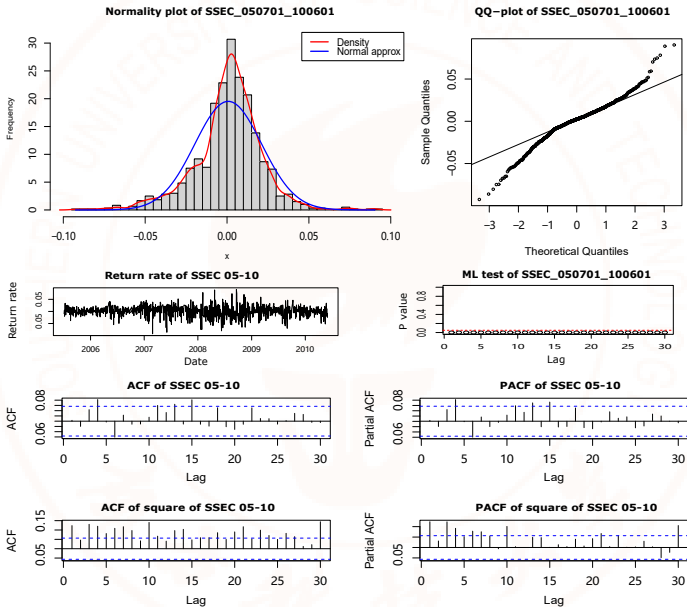 Normality plot of SSEC_050701_100601
Density
Normal approx
Frequency
30
25
20
15
10
5
0
−0.10
−0.05
0.00
0.05
0.10
x
QQ−plot of SSEC_050701_100601
Sample Quantiles
0.05
0.00
−0.05
−3
−2
−1
0
1
2
3
Theoretical Quantiles
Return rate of SSEC 05-10
Return rate
0.05
0.05
2006
2007
2008
2009
2010
Date
ML test of SSEC_050701_100601
P value
0.8
0.4
0.0
0
5
10
15
20
25
30
Lag
ACF of SSEC 05-10
ACF
0.08
0.06
0
5
10
15
20
25
30
Lag
PACF of SSEC 05-10
Partial ACF
0.08
0.06
0
5
10
15
20
25
30
Lag
ACF of square of SSEC 05-10
ACF
0.15
0.05
0
5
10
15
20
25
30
Lag
PACF of square of SSEC 05-10
Partial ACF
0.05
0
5
10
15
20
25
30
Lag